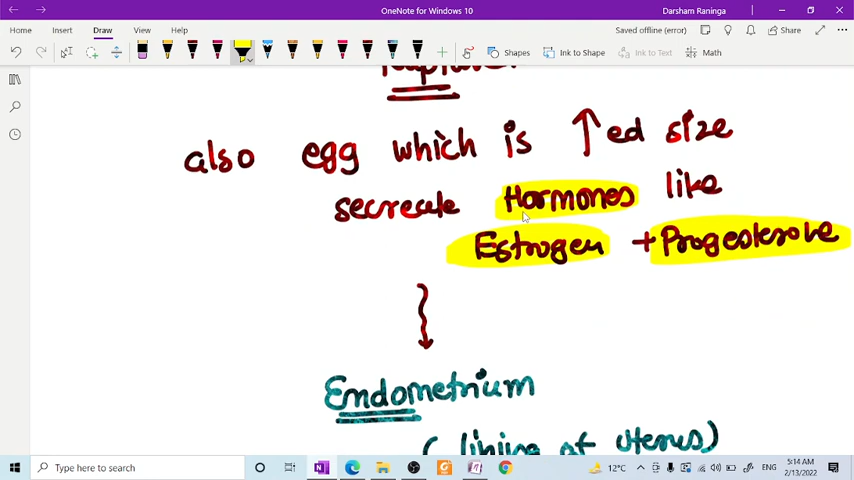 OneNote for Windows 10
Darsham Raninga
Home Insert Draw View Help
Saved offline (error)
Share
Shapes
Ink to Shape
Ink to Text
Math
also egg which is ↑ed size
secreate Hormones like
Estrogen + Progesterone
Endometrium
(lining of uterus)
Type here to search
12°C
ENG
5:14 AM
2/13/2022